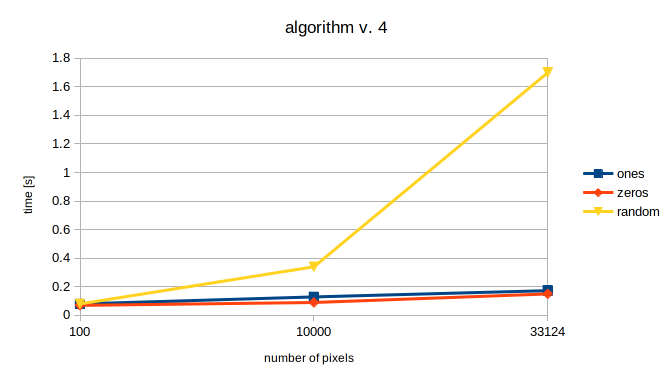 algorithm v. 4
1.8
1.6
1.4
1.2
1
0.8
0.6
0.4
0.2
0
time [s]
100 10000 33124
number of pixels
ones
zeros
random